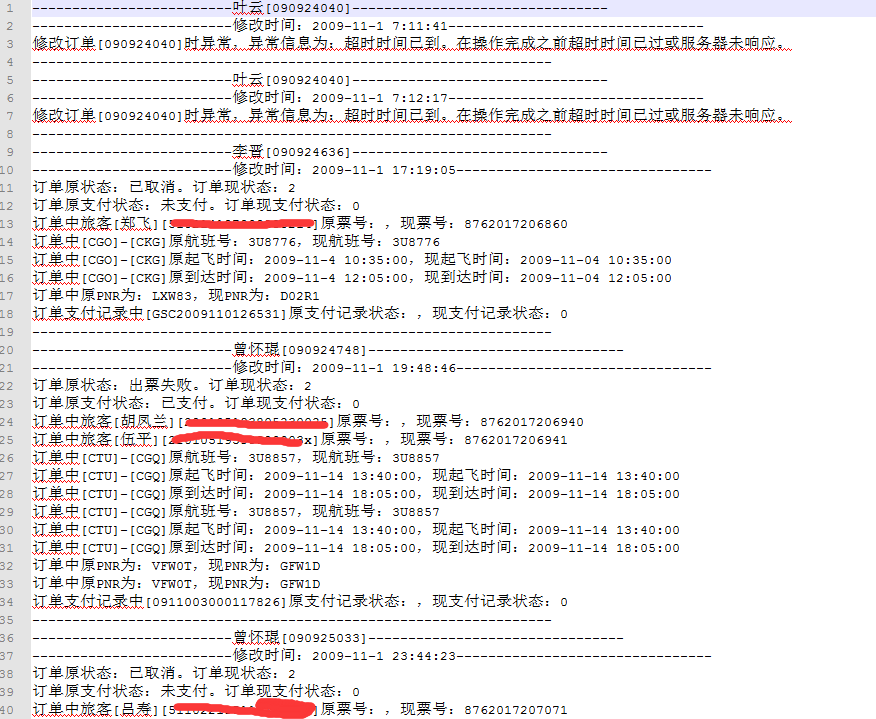 1 -------------------------叶云[090924040]--------------------------------
2 -------------------------修改时间：2009-11-1 7:11:41--------------------------------
3 修改订单[090924040]时异常，异常信息为：超时时间已到。在操作完成之前超时时间已过或服务器未响应。
4 -----------------------------------------------------------------
5 -------------------------叶云[090924040]--------------------------------
6 -------------------------修改时间：2009-11-1 7:12:17--------------------------------
7 修改订单[090924040]时异常，异常信息为：超时时间已到。在操作完成之前超时时间已过或服务器未响应。
8 -----------------------------------------------------------------
9 -------------------------李晋[090924636]--------------------------------
10 -------------------------修改时间：2009-11-1 17:19:05--------------------------------
11 订单原状态：已取消。订单现状态：2
12 订单原支付状态：未支付。订单现支付状态：0
13 订单中旅客[郑飞][]原票号：，现票号：8762017206860
14 订单中[CGO]-[CKG]原航班号：3U8776，现航班号：3U8776
15 订单中[CGO]-[CKG]原起飞时间：2009-11-4 10:35:00，现起飞时间：2009-11-04 10:35:00
16 订单中[CGO]-[CKG]原到达时间：2009-11-4 12:05:00，现到达时间：2009-11-04 12:05:00
17 订单中原PNR为：LXW83，现PNR为：D02R1
18 订单支付记录中[GSC2009110126531]原支付记录状态：，现支付记录状态：0
19 -----------------------------------------------------------------
20 -------------------------曾怀琨[090924748]--------------------------------
21 -------------------------修改时间：2009-11-1 19:48:46--------------------------------
22 订单原状态：出票失败。订单现状态：2
23 订单原支付状态：已支付。订单现支付状态：0
24 订单中旅客[胡凤兰][]原票号：，现票号：8762017206940
25 订单中旅客[伍平][x]原票号：，现票号：8762017206941
26 订单中[CTU]-[CGQ]原航班号：3U8857，现航班号：3U8857
27 订单中[CTU]-[CGQ]原起飞时间：2009-11-14 13:40:00，现起飞时间：2009-11-14 13:40:00
28 订单中[CTU]-[CGQ]原到达时间：2009-11-14 18:05:00，现到达时间：2009-11-14 18:05:00
29 订单中[CTU]-[CGQ]原航班号：3U8857，现航班号：3U8857
30 订单中[CTU]-[CGQ]原起飞时间：2009-11-14 13:40:00，现起飞时间：2009-11-14 13:40:00
31 订单中[CTU]-[CGQ]原到达时间：2009-11-14 18:05:00，现到达时间：2009-11-14 18:05:00
32 订单中原PNR为：VFW0T，现PNR为：GFW1D
33 订单中原PNR为：VFW0T，现PNR为：GFW1D
34 订单支付记录中[0911003000117826]原支付记录状态：，现支付记录状态：0
35 -----------------------------------------------------------------
36 -------------------------曾怀琨[090925033]--------------------------------
37 -------------------------修改时间：2009-11-1 23:44:23--------------------------------
38 订单原状态：已取消。订单现状态：2
39 订单原支付状态：未支付。订单现支付状态：0
40 订单中旅客[吕寿][]原票号：，现票号：8762017207071